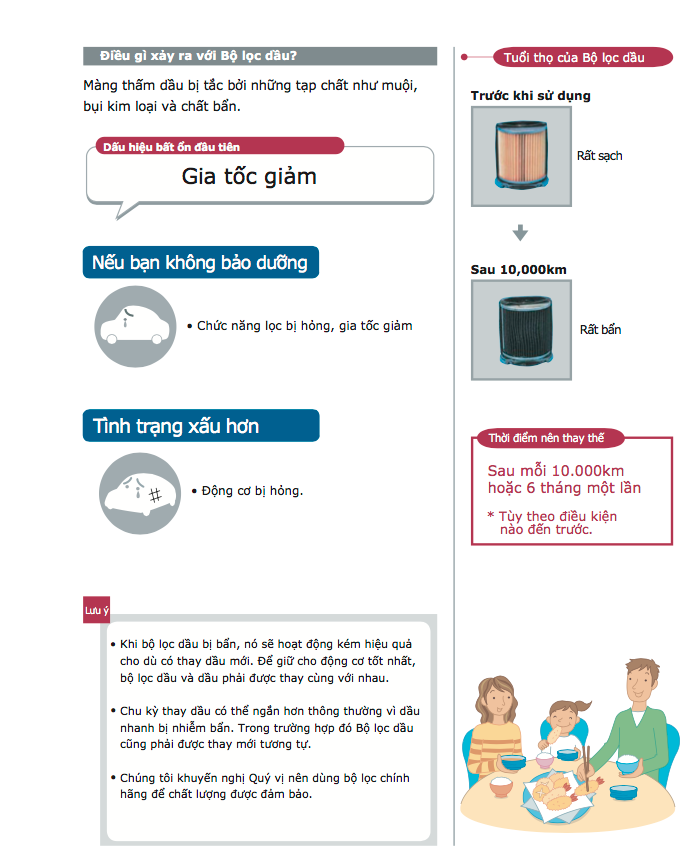 Điều gì xảy ra với Bộ lọc dầu?
Màng thấm dầu bị tắc bởi những tạp chất như muội,
bụi kim loại và chất bẩn.
Dấu hiệu bất ổn đầu tiên
Gia tốc giảm
Nếu bạn không bảo dưỡng
• Chức năng lọc bị hỏng, gia tốc giảm
Tình trạng xấu hơn
• Động cơ bị hỏng.
Lưu ý
• Khi bộ lọc dầu bị bẩn, nó sẽ hoạt động kém hiệu quả
cho dù có thay dầu mới. Để giữ cho động cơ tốt nhất,
bộ lọc dầu và dầu phải được thay cùng với nhau.
• Chu kỳ thay dầu có thể ngắn hơn thông thường vì dầu
nhanh bị nhiễm bẩn. Trong trường hợp đó Bộ lọc dầu
cũng phải được thay mới tương tự.
• Chúng tôi khuyến nghị Quý vị nên dùng bộ lọc chính
hãng để chất lượng được đảm bảo.
Tuổi thọ của Bộ lọc dầu
Trước khi sử dụng
Rất sạch
Sau 10,000km
Rất bẩn
Thời điểm nên thay thế
Sau mỗi 10.000km
hoặc 6 tháng một lần
* Tùy theo điều kiện
nào đến trước.